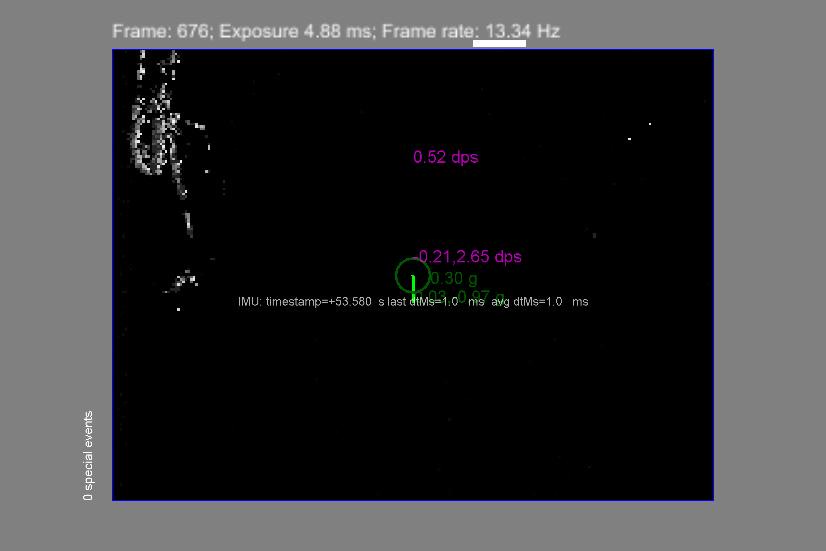 Frame: 676; Exposure 4.88 ms; Frame rate: 13.34 Hz
0.52 dps
-0.21,2.65 dps
0.30 g
0.97 g
IMU: timestamp=+53.580 s last dtMs=1.0 ms avg dtMs=1.0 ms
0 special events